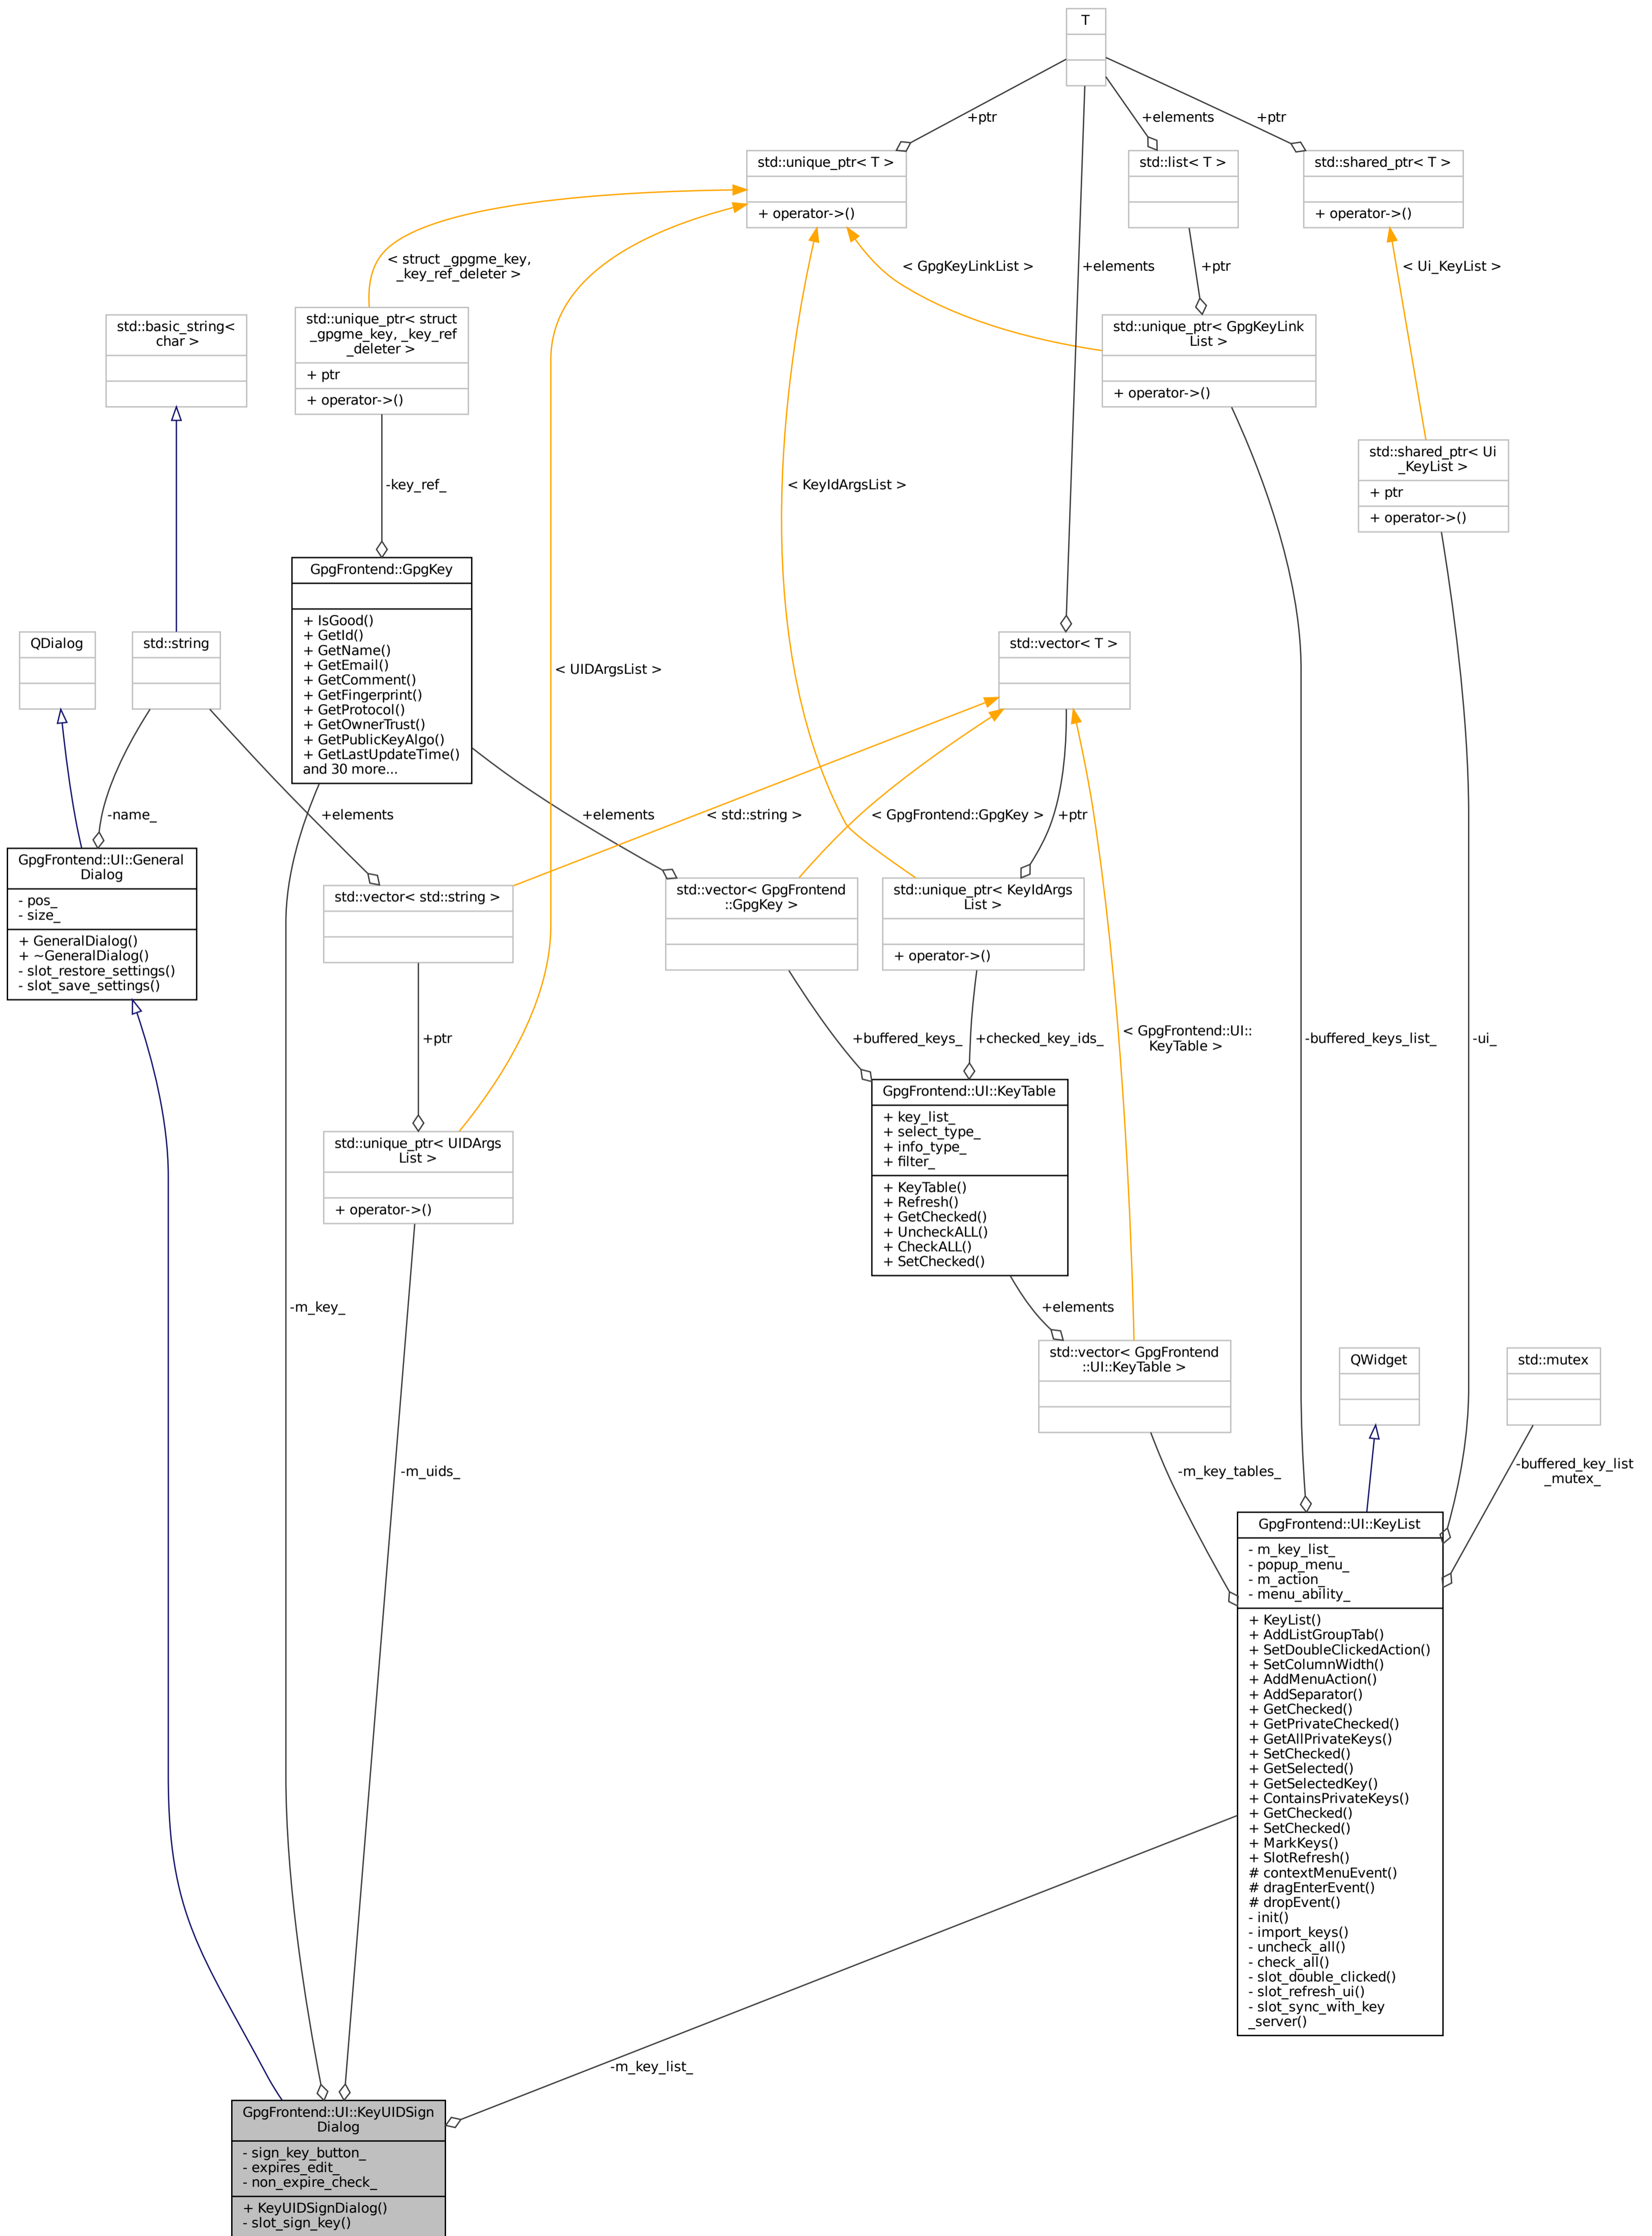 T
+ptr
+elements
+ptr
std::unique_ptr< T >
+ operator->()
std::list< T >
std::shared_ptr< T >
+ operator->()
< struct _gpgme_key,
_key_ref_deleter >
< GpgKeyLinkList >
+elements
+ptr
< Ui_KeyList >
std::basic_string<
char >
std::unique_ptr< struct
_gpgme_key, _key_ref
_deleter >
+ ptr
+ operator->()
std::unique_ptr< GpgKeyLink
List >
+ operator->()
std::shared_ptr< Ui
_KeyList >
+ ptr
+ operator->()
-key_ref_
< KeyIdArgsList >
GpgFrontend::GpgKey
+ IsGood()
+ GetId()
+ GetName()
+ GetEmail()
+ GetComment()
+ GetFingerprint()
+ GetProtocol()
+ GetOwnerTrust()
+ GetPublicKeyAlgo()
+ GetLastUpdateTime()
and 30 more...
QDialog
std::string
< UIDArgsList >
std::vector< T >
-name_
+elements
+elements
< std::string >
< GpgFrontend::GpgKey >
+ptr
GpgFrontend::UI::General
Dialog
- pos_
- size_
+ GeneralDialog()
+ ~GeneralDialog()
- slot_restore_settings()
- slot_save_settings()
std::vector< std::string >
std::vector< GpgFrontend
::GpgKey >
std::unique_ptr< KeyIdArgs
List >
+ operator->()
+ptr
+buffered_keys_
+checked_key_ids_
< GpgFrontend::UI::
KeyTable >
-buffered_keys_list_
-ui_
std::unique_ptr< UIDArgs
List >
+ operator->()
GpgFrontend::UI::KeyTable
+ key_list_
+ select_type_
+ info_type_
+ filter_
+ KeyTable()
+ Refresh()
+ GetChecked()
+ UncheckALL()
+ CheckALL()
+ SetChecked()
-m_key_
+elements
std::vector< GpgFrontend
::UI::KeyTable >
QWidget
std::mutex
-m_uids_
-m_key_tables_
-buffered_key_list
_mutex_
GpgFrontend::UI::KeyList
- m_key_list_
- popup_menu_
- m_action_
- menu_ability_
+ KeyList()
+ AddListGroupTab()
+ SetDoubleClickedAction()
+ SetColumnWidth()
+ AddMenuAction()
+ AddSeparator()
+ GetChecked()
+ GetPrivateChecked()
+ GetAllPrivateKeys()
+ SetChecked()
+ GetSelected()
+ GetSelectedKey()
+ ContainsPrivateKeys()
+ GetChecked()
+ SetChecked()
+ MarkKeys()
+ SlotRefresh()
# contextMenuEvent()
# dragEnterEvent()
# dropEvent()
- init()
- import_keys()
- uncheck_all()
- check_all()
- slot_double_clicked()
- slot_refresh_ui()
- slot_sync_with_key
_server()
-m_key_list_
GpgFrontend::UI::KeyUIDSign
Dialog
- sign_key_button_
- expires_edit_
- non_expire_check_
+ KeyUIDSignDialog()
- slot_sign_key()